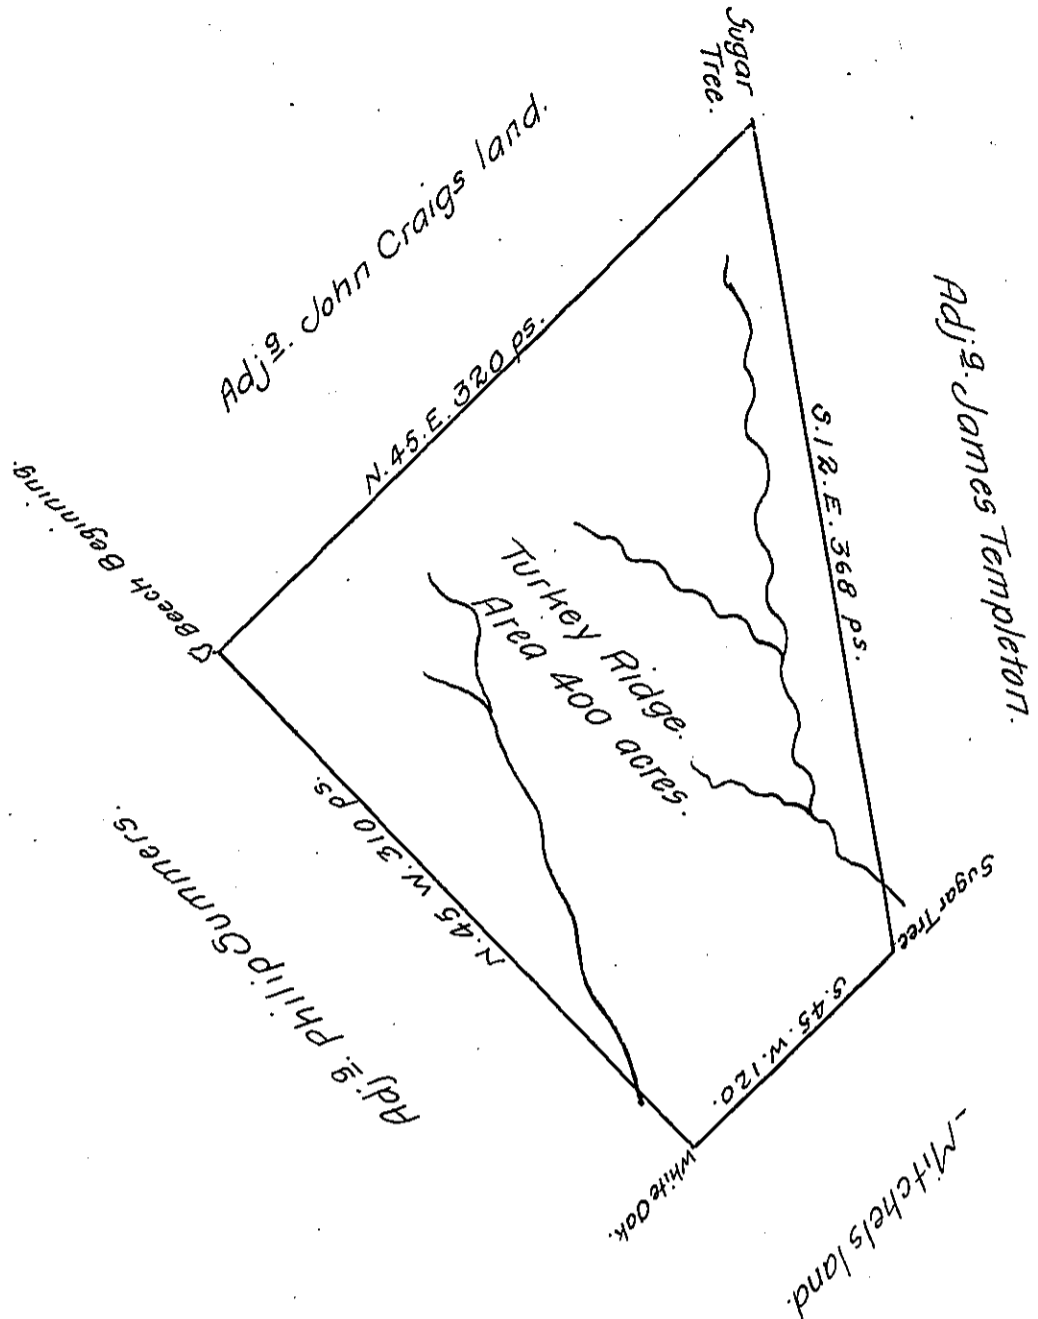 Sugar
Tree.
Adjg. John Craigs land.
N.45.E.320 ps.
Adjg. James Templeton.
S.12.E.368 ps.
Turkey Ridge.
Area 400 acres.
Beech Beginning.
N.45 W.310 ps.
Adjg. Philip Summers.
Sugar Tree.
S.45.W.120.
White Oak.
Mitchels land.